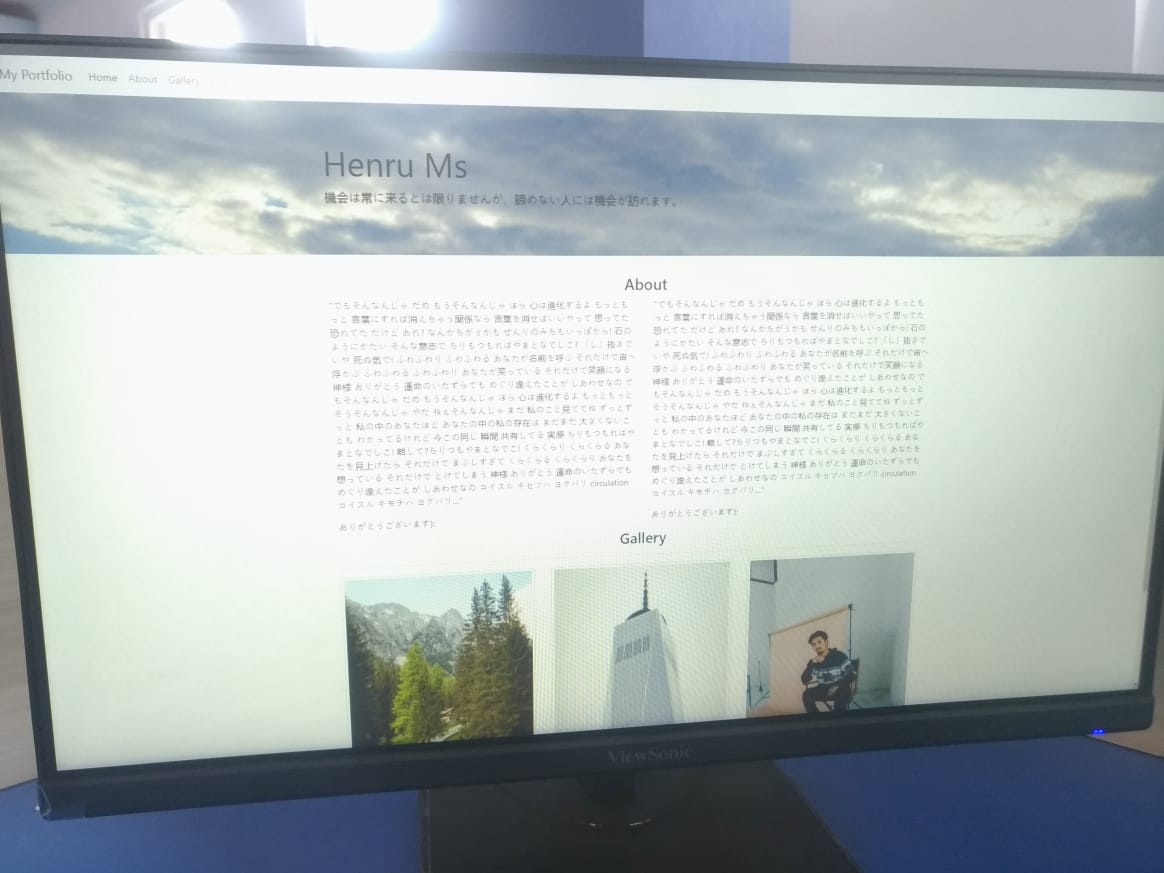 My Portfolio Home About Gallery
Henru Ms
機会は常に来るとは限りませんが、諦めない人には機会が訪れます。
About
"でもそんなんじゃ だめ もうそんなんじゃ ほら 心は進化するよ もっともっ
っと 言葉にすれば消えちゃう関係なら 言葉を消せばいいやって 思ってた
恐れてた だけど あれ? なんかちがうかも せんりのみちもいっぽから! 石の
ようにかたい そんな意志で ちりもつもればやまとなでしこ? 「し」抜きで
いや 死ぬ気で! ふわふわり ふわふわる あなたが名前を呼ぶ それだけで宙へ
浮かぶ ふわふわる ふわふわり あなたが笑っている それだけで笑顔になる
神様 ありがとう 運命のいたずらでも めぐり逢えたことが しあわせなの で
もそんなんじゃ だめ もうそんなんじゃ ほら 心は進化するよ もっともっと
そうそんなんじゃ やだ ねぇそんなんじゃ まだ 私のこと見ててね ずっとず
っと 私の中のあなたほど あなたの中の私の存在は まだまだ 大きくないこ
とも わかってるけれど 今この同じ 瞬間 共有してる 実感 ちりもつもればや
まとなでしこ! 略して?ちりつもやまとなでこ! くらくらり くらくらる あな
たを見上げたら それだけで まぶしすぎて くらくらる くらくらり あなたを
想っている それだけで とけてしまう 神様 ありがとう 運命のいたずらでも
めぐり逢えたことが しあわせなの コイスル キセツハ ヨクバリ circulation
コイスル キモチハ ヨクバリ..."
ありがとうございます):
"でもそんなんじゃ だめ もうそんなんじゃ ほら 心は進化するよ もっともっ
っと 言葉にすれば消えちゃう関係なら 言葉を消せばいいやって 思ってた
恐れてた だけど あれ? なんかちがうかも せんりのみちもいっぽから! 石の
ようにかたい そんな意志で ちりもつもればやまとなでしこ? 「し」抜きで
いや 死ぬ気で! ふわふわり ふわふわる あなたが名前を呼ぶ それだけで宙へ
浮かぶ ふわふわる ふわふわり あなたが笑っている それだけで笑顔になる
神様 ありがとう 運命のいたずらでも めぐり逢えたことが しあわせなの で
もそんなんじゃ だめ もうそんなんじゃ ほら 心は進化するよ もっともっと
そうそんなんじゃ やだ ねぇそんなんじゃ まだ 私のこと見ててね ずっとず
っと 私の中のあなたほど あなたの中の私の存在は まだまだ 大きくないこ
とも わかってるけれど 今この同じ 瞬間 共有してる 実感 ちりもつもればや
まとなでしこ! 略して?ちりつもやまとなでこ! くらくらり くらくらる あな
たを見上げたら それだけで まぶしすぎて くらくらる くらくらり あなたを
想っている それだけで とけてしまう 神様 ありがとう 運命のいたずらでも
めぐり逢えたことが しあわせなの コイスル キセツハ ヨクバリ circulation
コイスル キモチハ ヨクバリ..."
ありがとうございます):
Gallery
ViewSonic